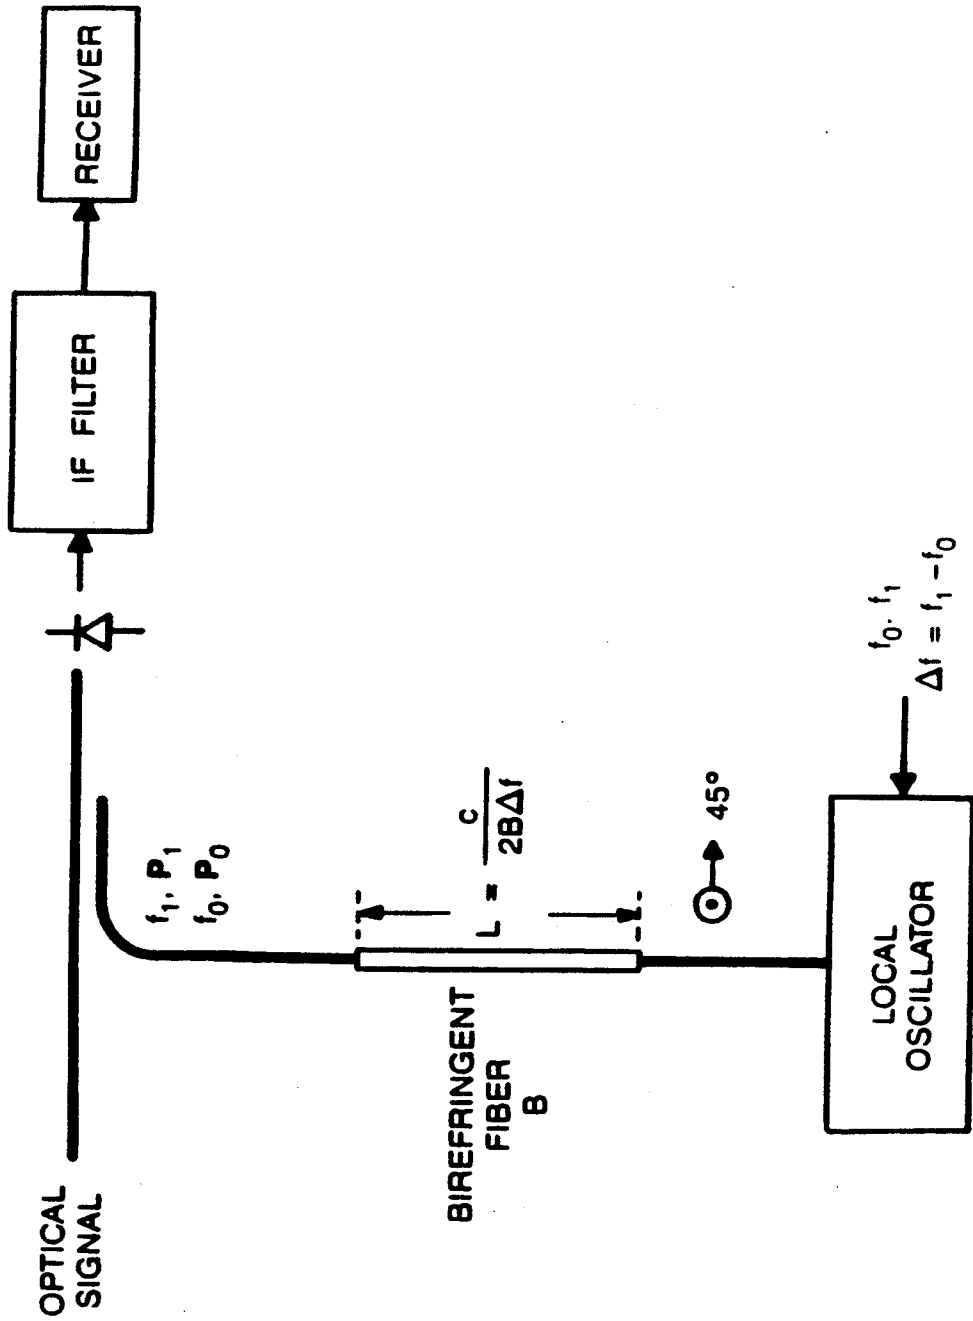 OPTICAL
SIGNAL
IF FILTER
RECEIVER
f₁, P₁
f₀, P₀
BIREFRINGENT
FIBER
B
L = c / 2BΔf
45°
LOCAL
OSCILLATOR
f₀, f₁
Δf = f₁ − f₀